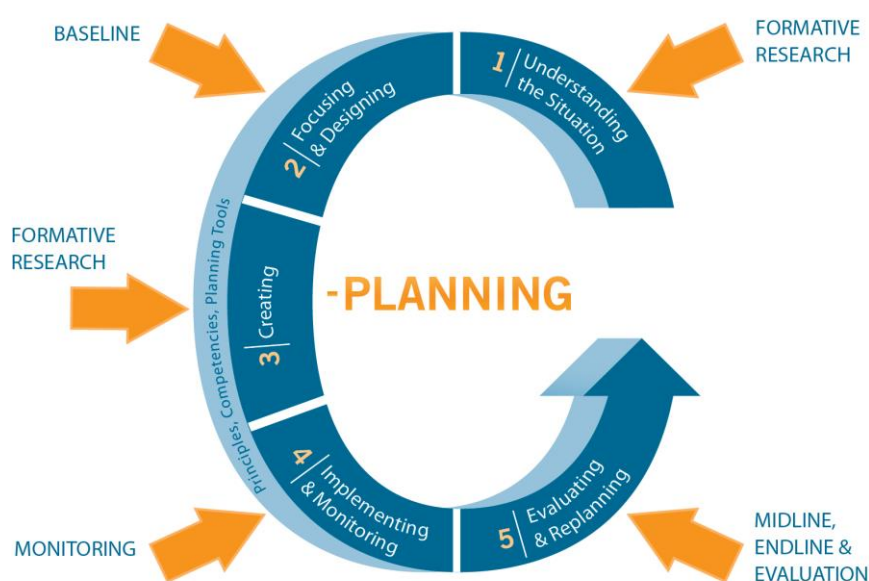 BASELINE
FORMATIVE
RESEARCH
1 Understanding
the Situation
2 Focusing
& Designing
FORMATIVE
RESEARCH
Principles, Competencies, Planning Tools
3 Creating
-PLANNING
4 Implementing
& Monitoring
5 Evaluating
& Replanning
MONITORING
MIDLINE,
ENDLINE &
EVALUATION